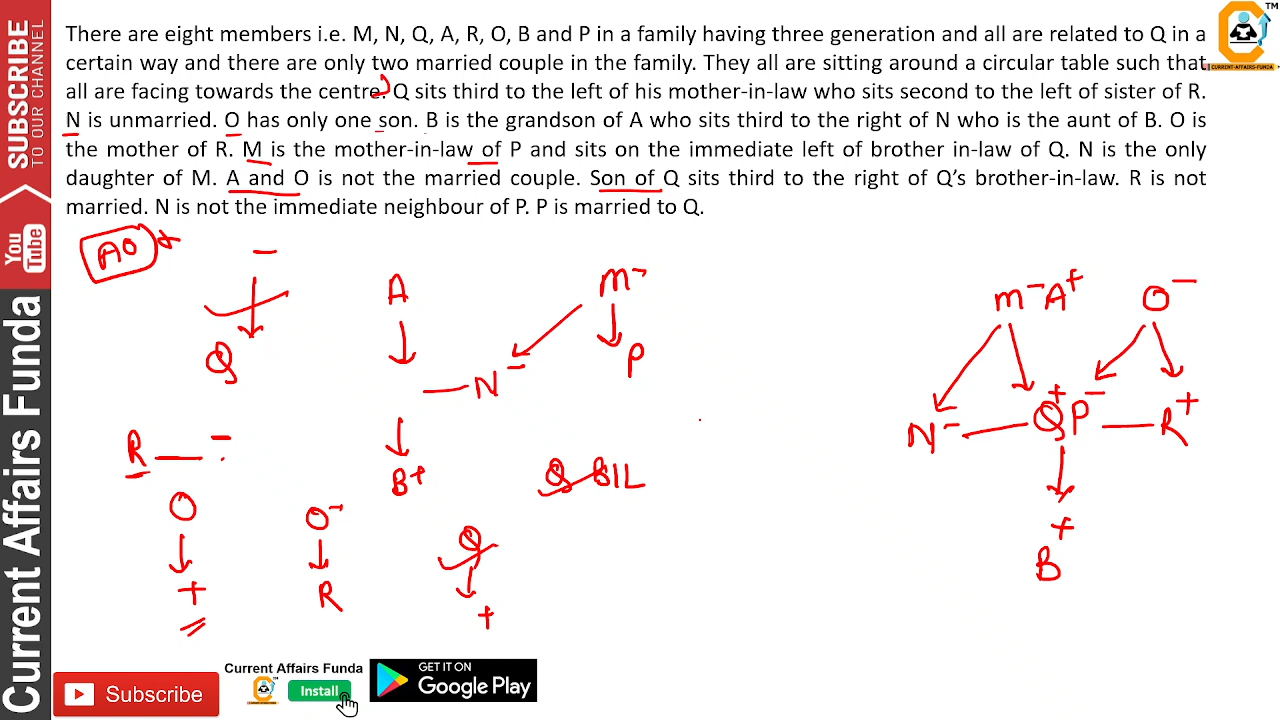 There are eight members i.e. M, N, Q, A, R, O, B and P in a family having three generation and all are related to Q in a
certain way and there are only two married couple in the family. They all are sitting around a circular table such that
all are facing towards the centre. Q sits third to the left of his mother-in-law who sits second to the left of sister of R.
N is unmarried. O has only one son. B is the grandson of A who sits third to the right of N who is the aunt of B. O is
the mother of R. M is the mother-in-law of P and sits on the immediate left of brother in-law of Q. N is the only
daughter of M. A and O is not the married couple. Son of Q sits third to the right of Q's brother-in-law. R is not
married. N is not the immediate neighbour of P. P is married to Q.
TM
CURRENT-AFFAIRS-FUNDA
SUBSCRIBE
TO OUR CHANNEL
You
Tube
Current Affairs Funda
AO x
-
Q
A
N -
B+
M -
P
R -
O
+
O -
R
Q
+
Q BIL
M - A+
O -
N - Q+ P - R+
+
B
Subscribe
Current Affairs Funda
Install
GET IT ON
Google Play